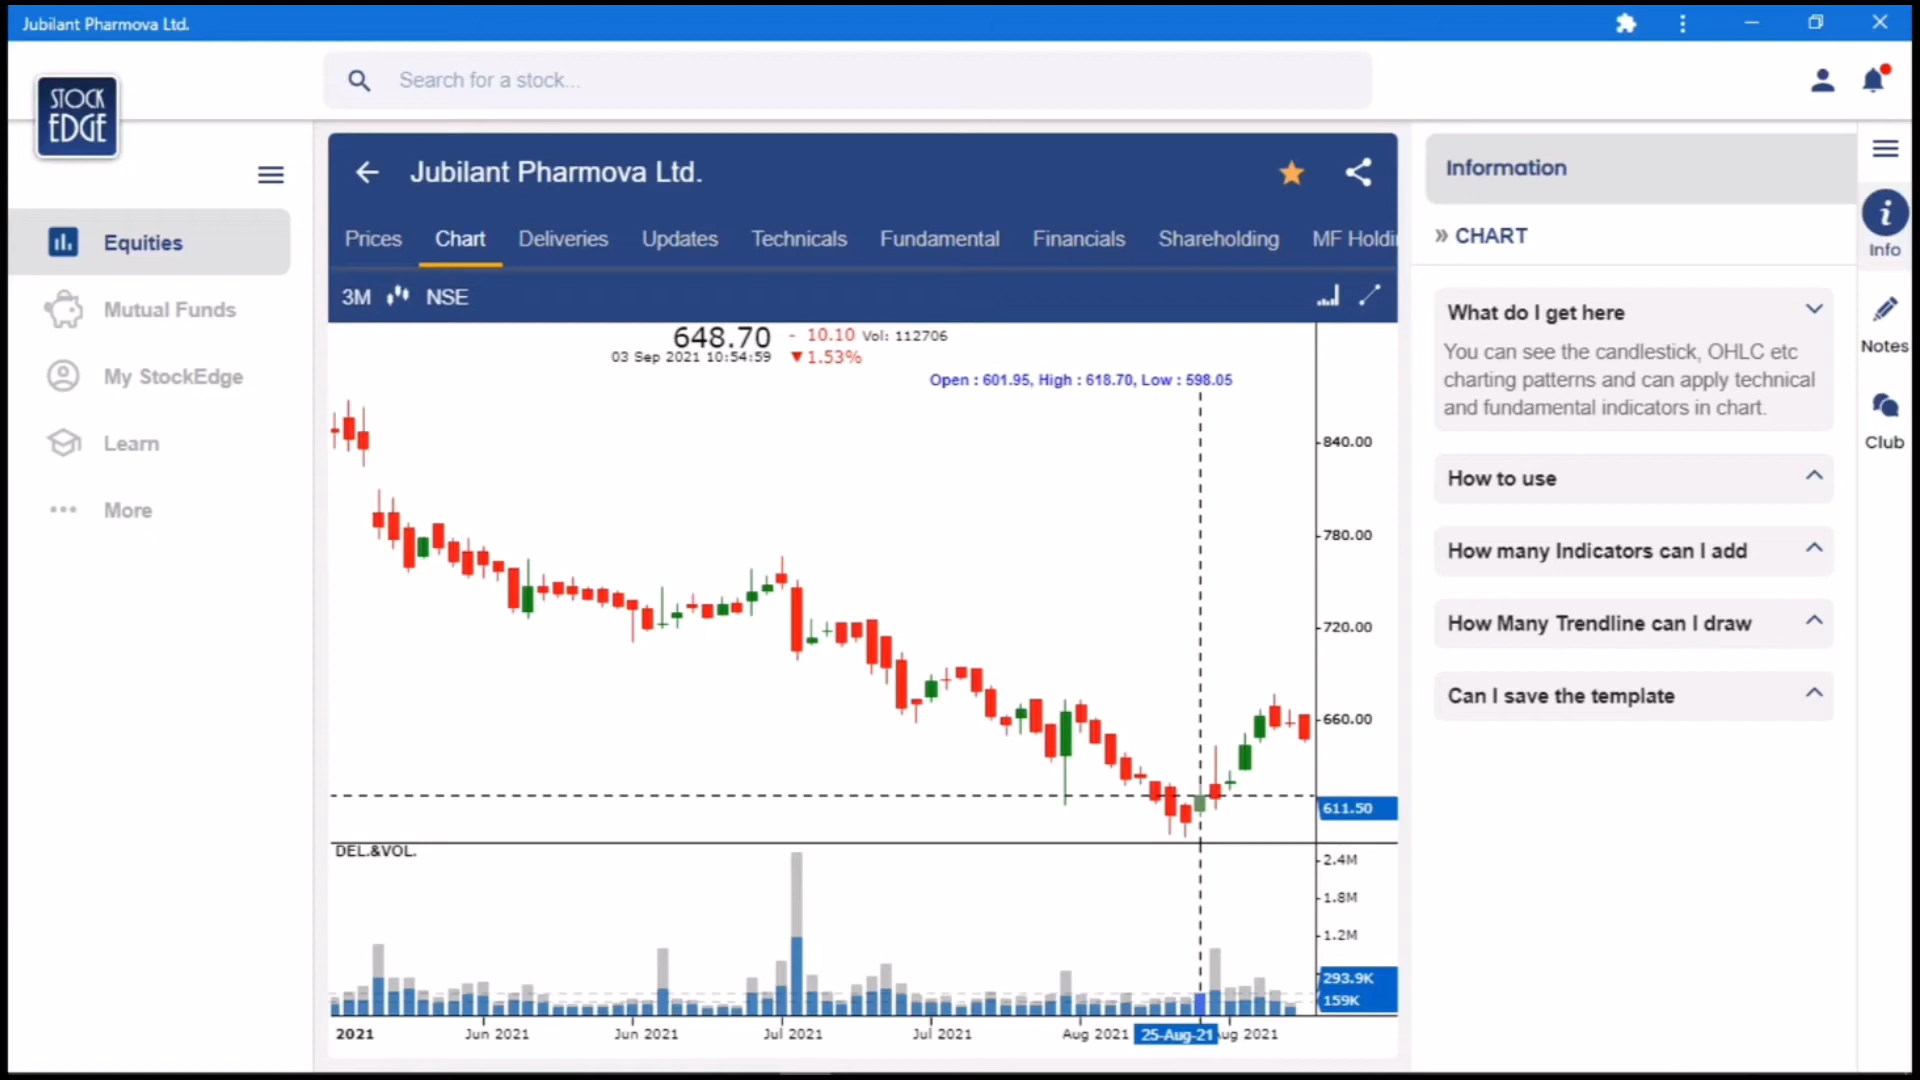 Jubilant Pharmova Ltd.
STOCK
EDGE
Search for a stock...
Equities
Mutual Funds
My StockEdge
Learn
More
Jubilant Pharmova Ltd.
Prices Chart Deliveries Updates Technicals Fundamental Financials Shareholding MF Holdi
3M NSE
648.70 - 10.10 Vol: 112706
03 Sep 2021 10:54:59 ▼1.53%
Open : 601.95, High : 618.70, Low : 598.05
840.00
780.00
720.00
660.00
611.50
DEL.&VOL.
2.4M
1.8M
1.2M
293.9K
159K
2021 Jun 2021 Jun 2021 Jul 2021 Jul 2021 Aug 2021 25-Aug-21 Aug 2021
Information
» CHART
What do I get here
You can see the candlestick, OHLC etc
charting patterns and can apply technical
and fundamental indicators in chart.
How to use
How many Indicators can I add
How Many Trendline can I draw
Can I save the template
Info
Notes
Club